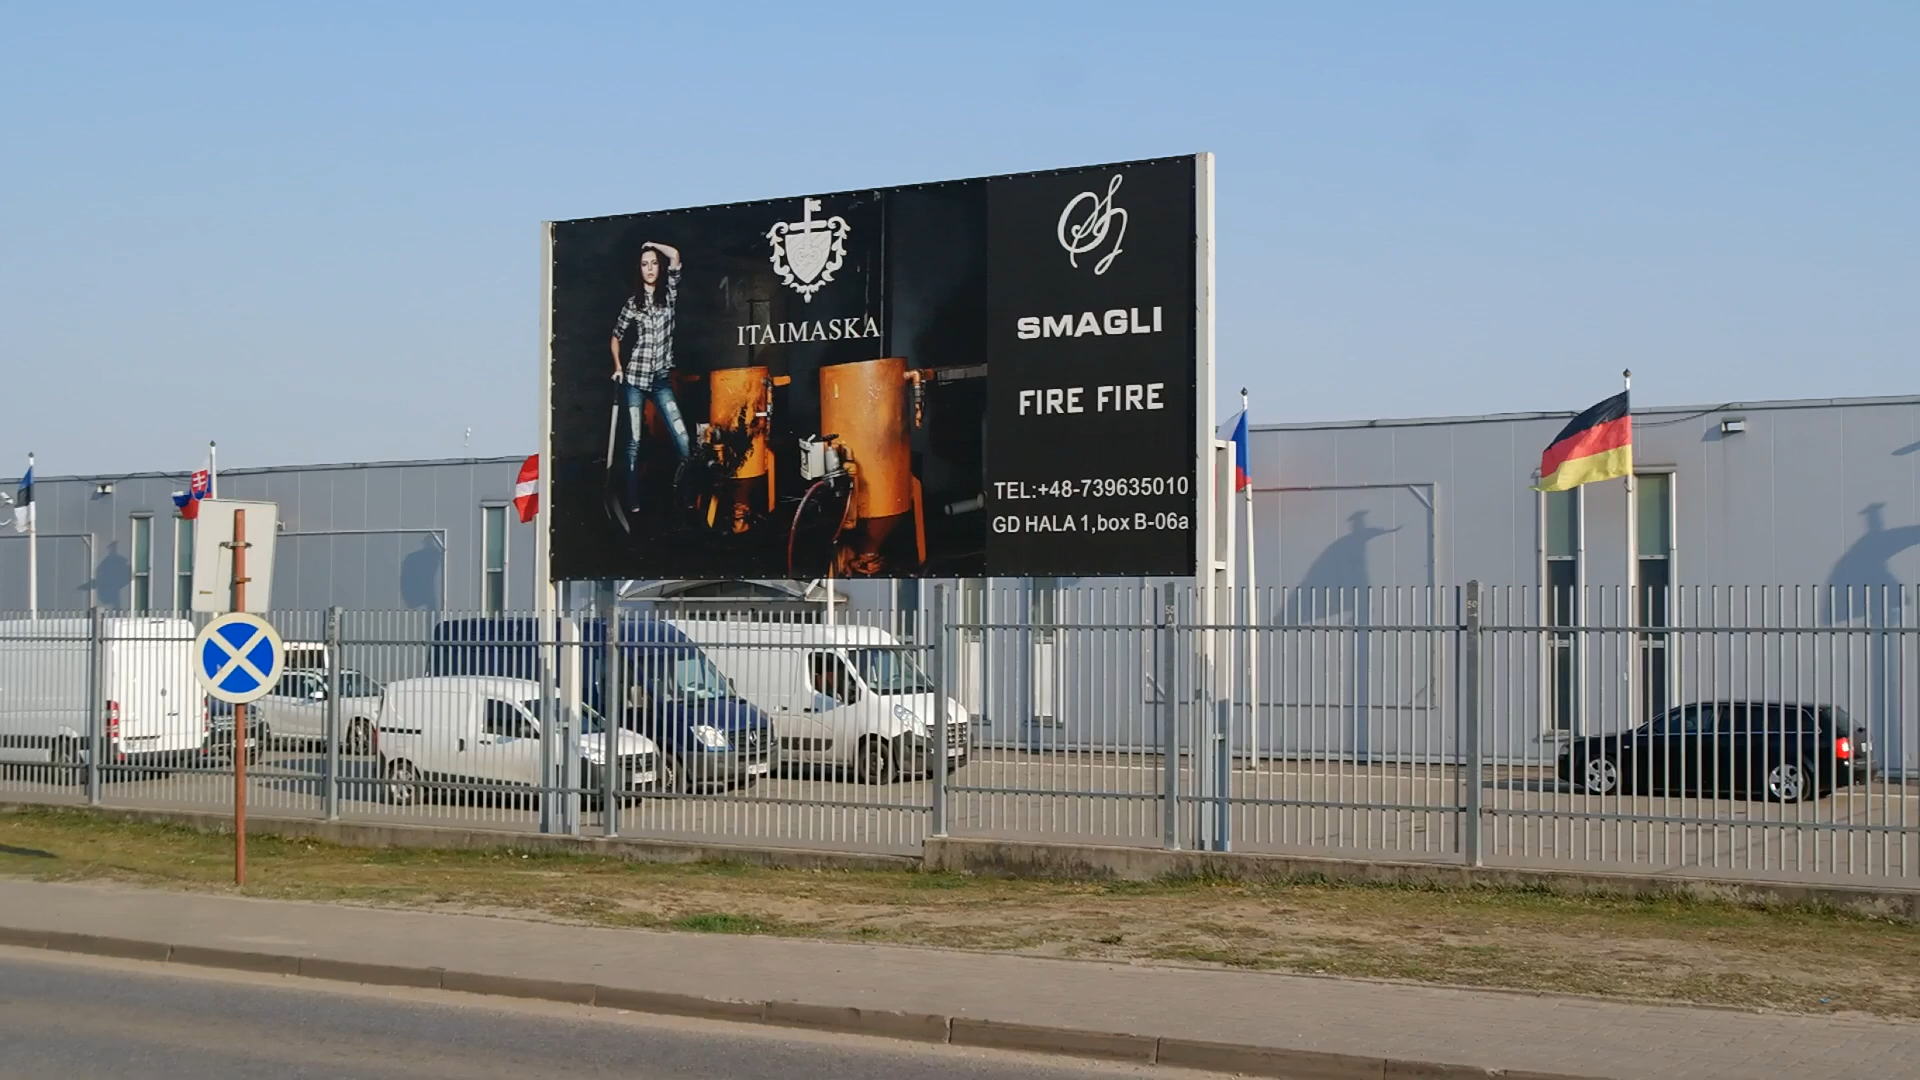 ITAIMASKA
SMAGLI
FIRE FIRE
TEL:+48-739635010
GD HALA 1,box B-06a